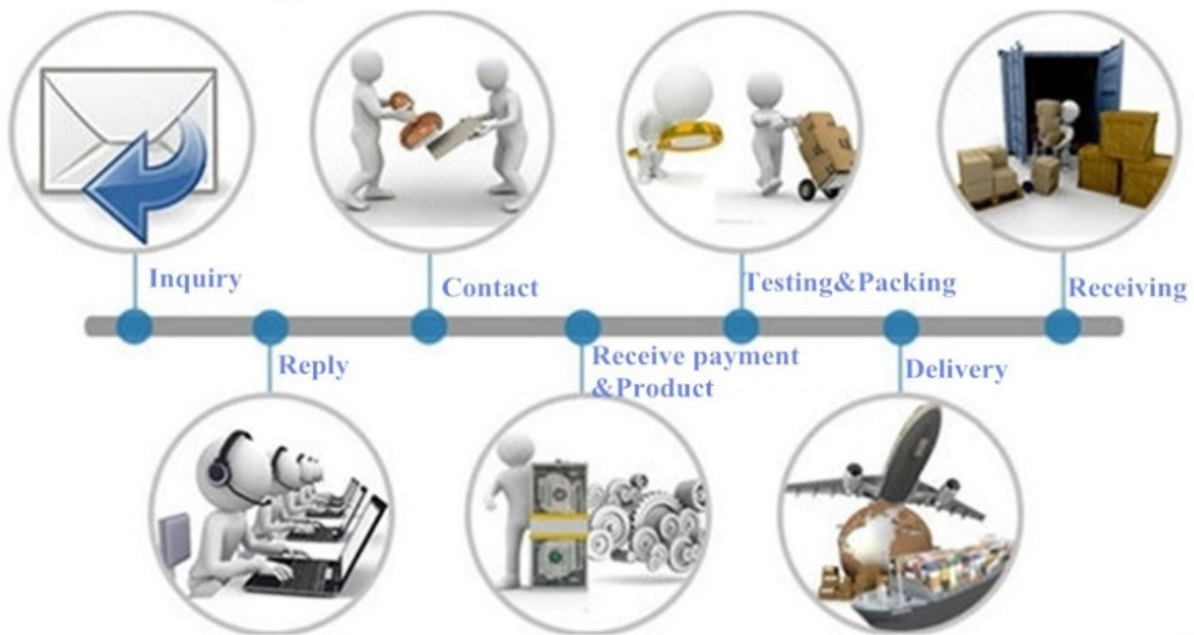 Inquiry
Reply
Contact
Receive payment
&Product
Testing&Packing
Delivery
Receiving